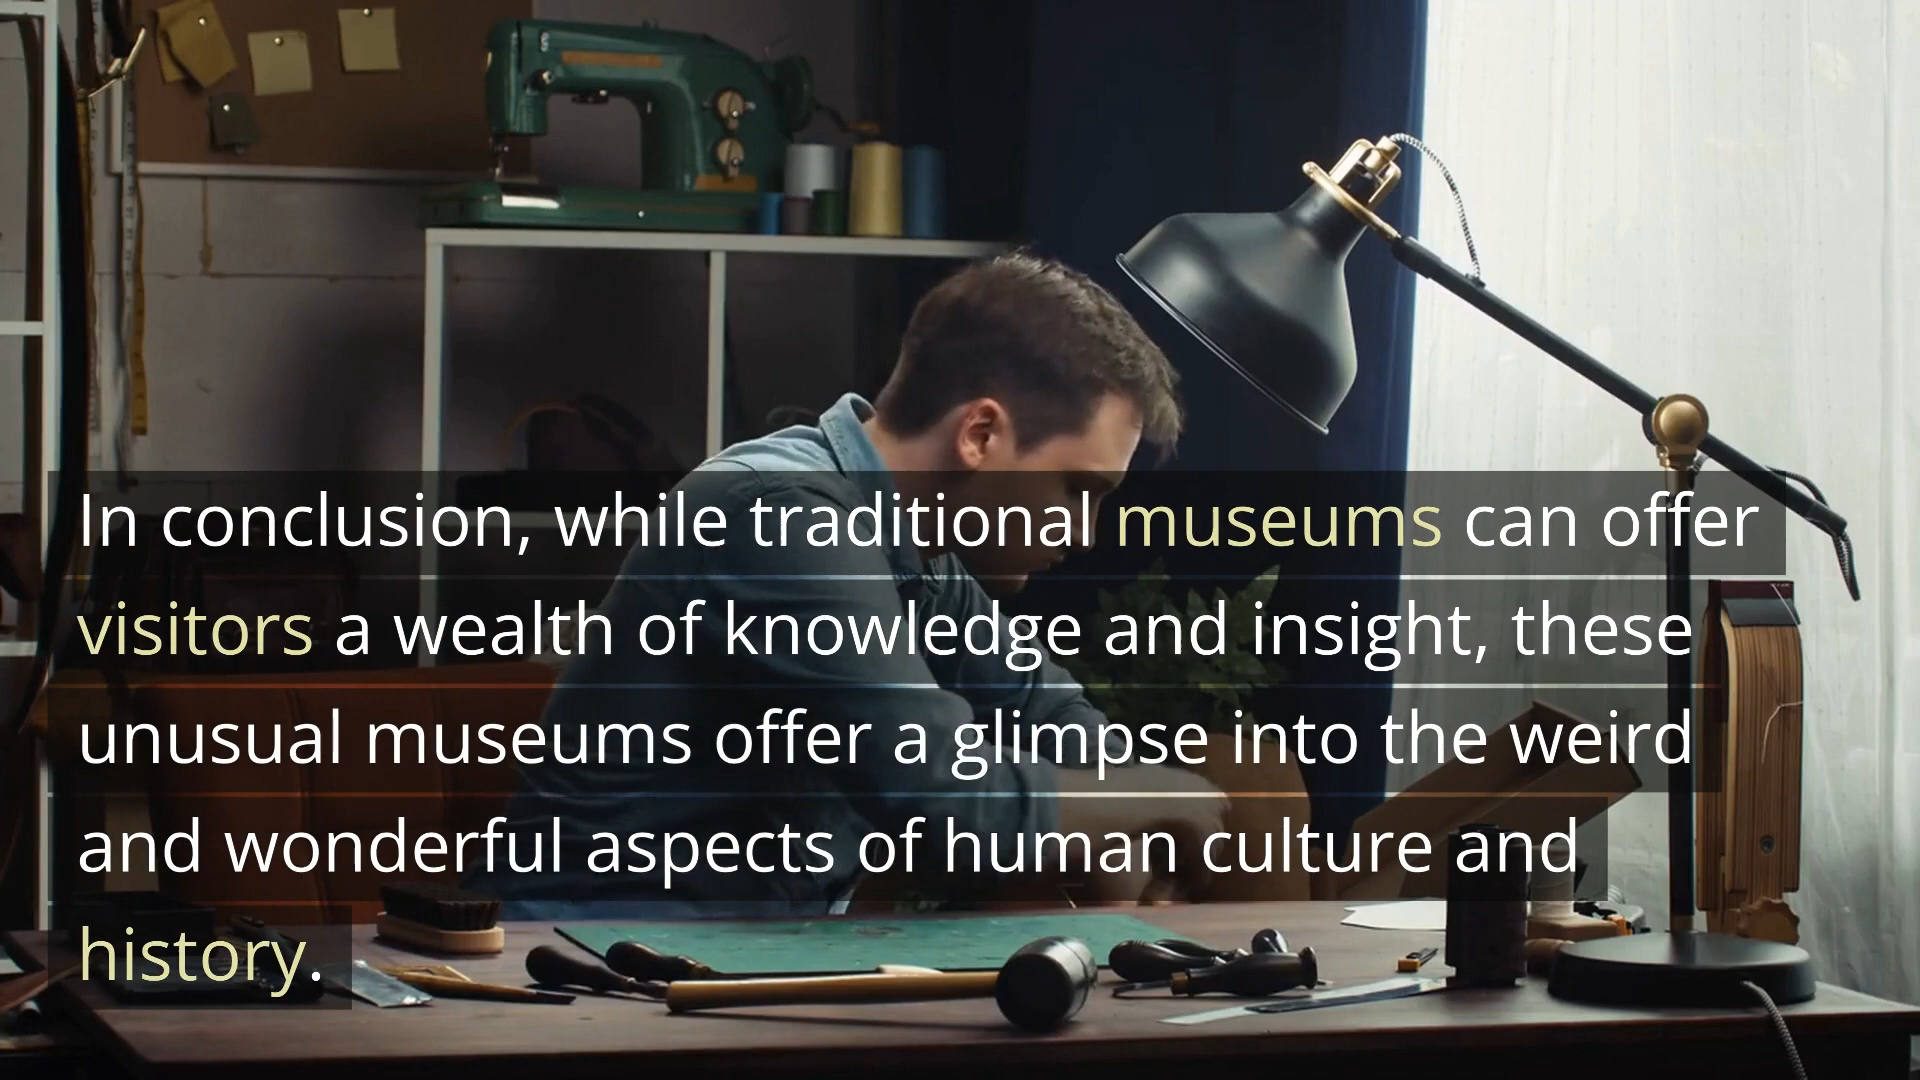 In conclusion, while traditional museums can offer
visitors a wealth of knowledge and insight, these
unusual museums offer a glimpse into the weird
and wonderful aspects of human culture and
history.